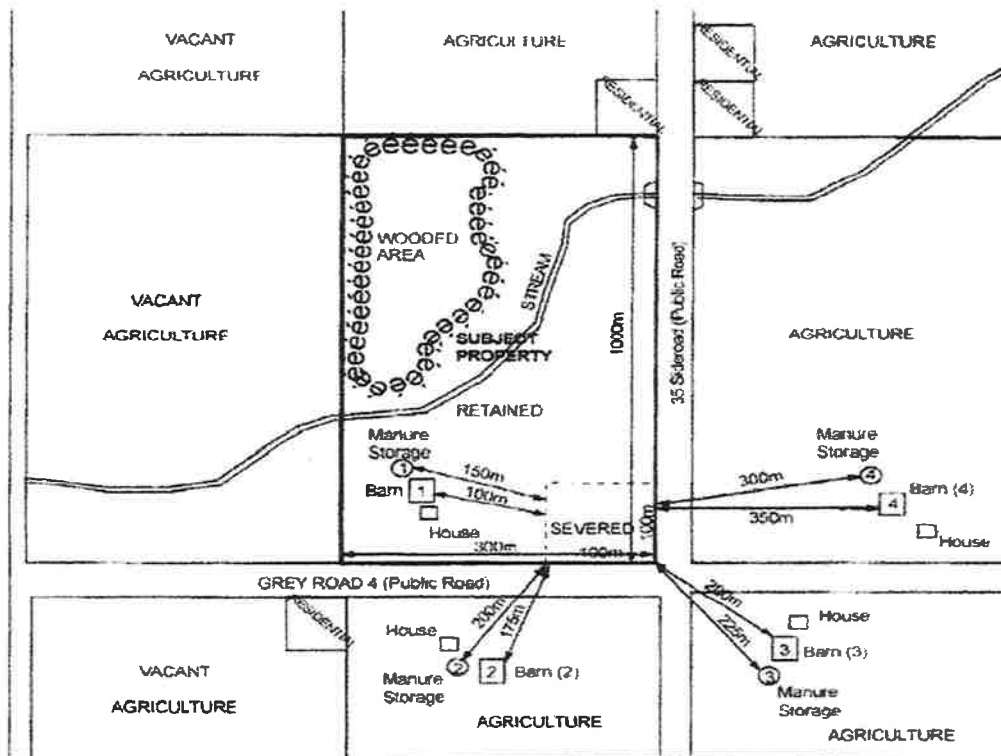 VACANT
AGRICULTURE
AGRICULTURE
RESIDENTIAL
RESIDENTIAL
RESIDENTIAL
AGRICULTURE
WOODED
AREA
STREAM
SUBJECT
PROPERTY
1000m
35 Sideroad (Public Road)
VACANT
AGRICULTURE
AGRICULTURE
RETAINED
Manure
Storage
1
150m
Barn
1
100m
House
SEVERED
100m
300m
100m
Manure
Storage
4
300m
Barn (4)
4
350m
House
GREY ROAD 4 (Public Road)
RESIDENTIAL
VACANT
AGRICULTURE
House
200m
175m
2
2
Barn (2)
Manure
Storage
AGRICULTURE
225m
House
3
Barn (3)
3
Manure
Storage
AGRICULTURE